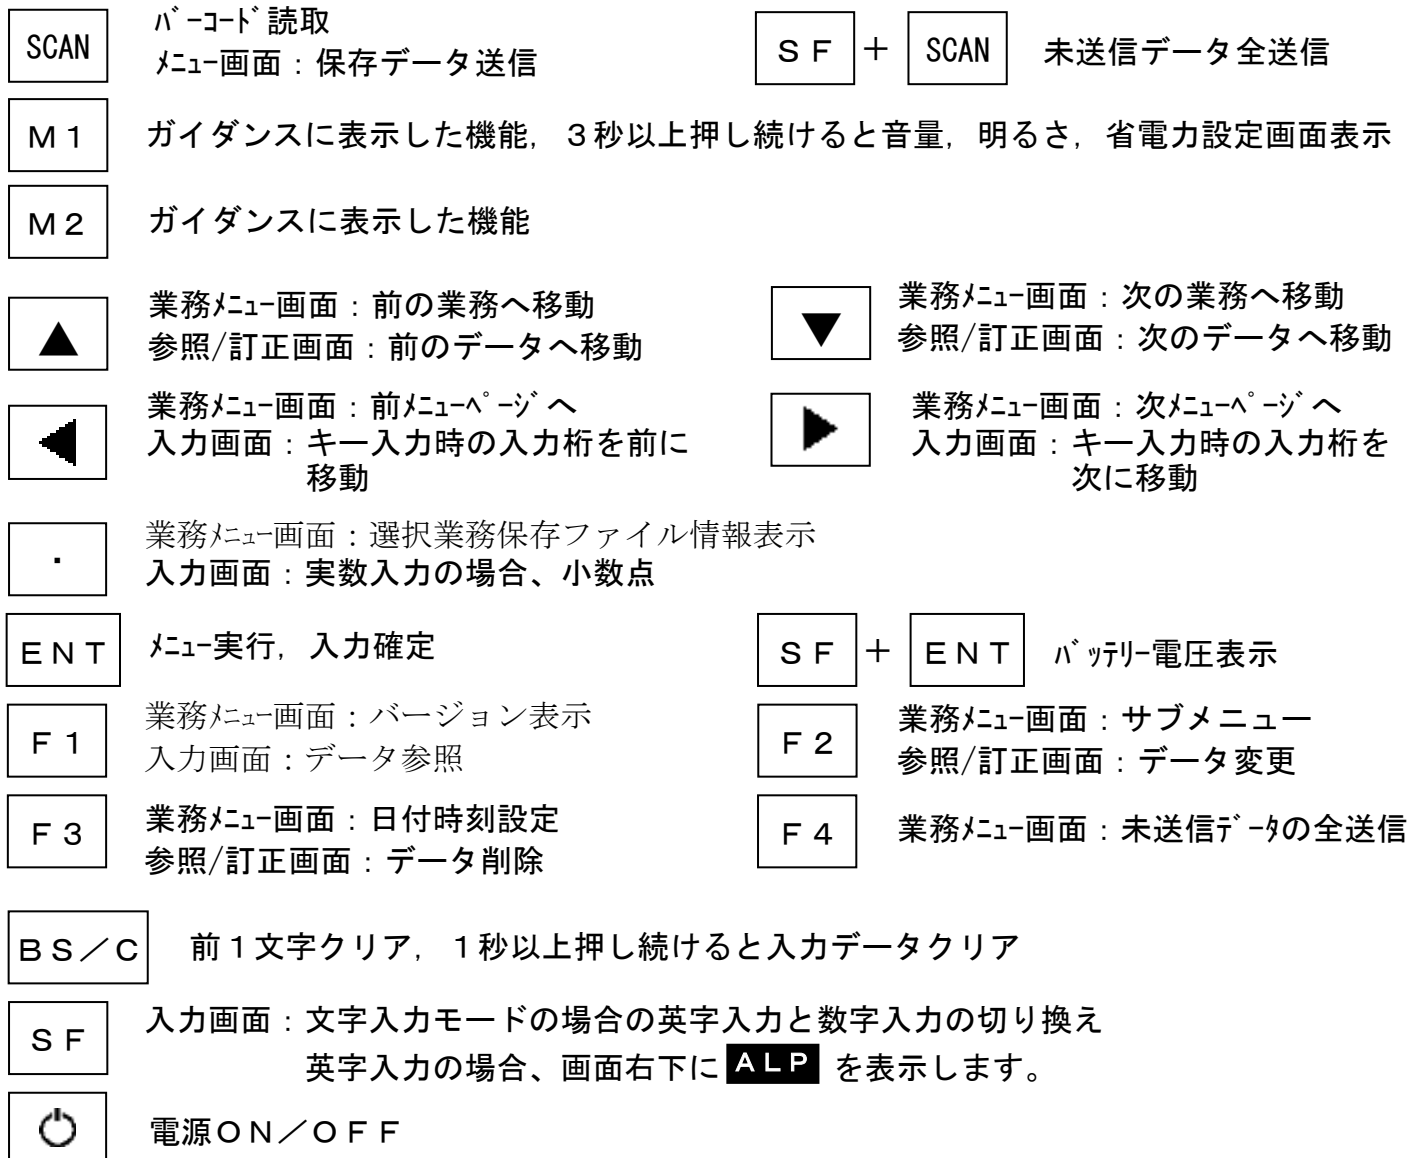 SCAN
ﾊﾞｰｺｰﾄﾞ読取
ﾒﾆｭｰ画面：保存データ送信
ＳＦ＋SCAN 未送信データ全送信
Ｍ１ ガイダンスに表示した機能，３秒以上押し続けると音量，明るさ，省電力設定画面表示
Ｍ２ ガイダンスに表示した機能
▲
業務ﾒﾆｭｰ画面：前の業務へ移動
参照/訂正画面：前のデータへ移動
▼
業務ﾒﾆｭｰ画面：次の業務へ移動
参照/訂正画面：次のデータへ移動
◀
業務ﾒﾆｭｰ画面：前ﾒﾆｭｰﾍﾟｰｼﾞへ
入力画面：キー入力時の入力桁を前に
移動
▶
業務ﾒﾆｭｰ画面：次ﾒﾆｭｰﾍﾟｰｼﾞへ
入力画面：キー入力時の入力桁を
次に移動
．
業務ﾒﾆｭｰ画面：選択業務保存ファイル情報表示
入力画面：実数入力の場合、小数点
ＥＮＴ ﾒﾆｭｰ実行，入力確定
ＳＦ＋ＥＮＴ ﾊﾞｯﾃﾘｰ電圧表示
Ｆ１
業務ﾒﾆｭｰ画面：バージョン表示
入力画面：データ参照
Ｆ２
業務ﾒﾆｭｰ画面：サブメニュー
参照/訂正画面：データ変更
Ｆ３
業務ﾒﾆｭｰ画面：日付時刻設定
参照/訂正画面：データ削除
Ｆ４ 業務ﾒﾆｭｰ画面：未送信ﾃﾞｰﾀの全送信
ＢＳ／Ｃ 前１文字クリア，１秒以上押し続けると入力データクリア
ＳＦ
入力画面：文字入力モードの場合の英字入力と数字入力の切り換え
英字入力の場合、画面右下に ＡＬＰ を表示します。
電源ＯＮ／ＯＦＦ